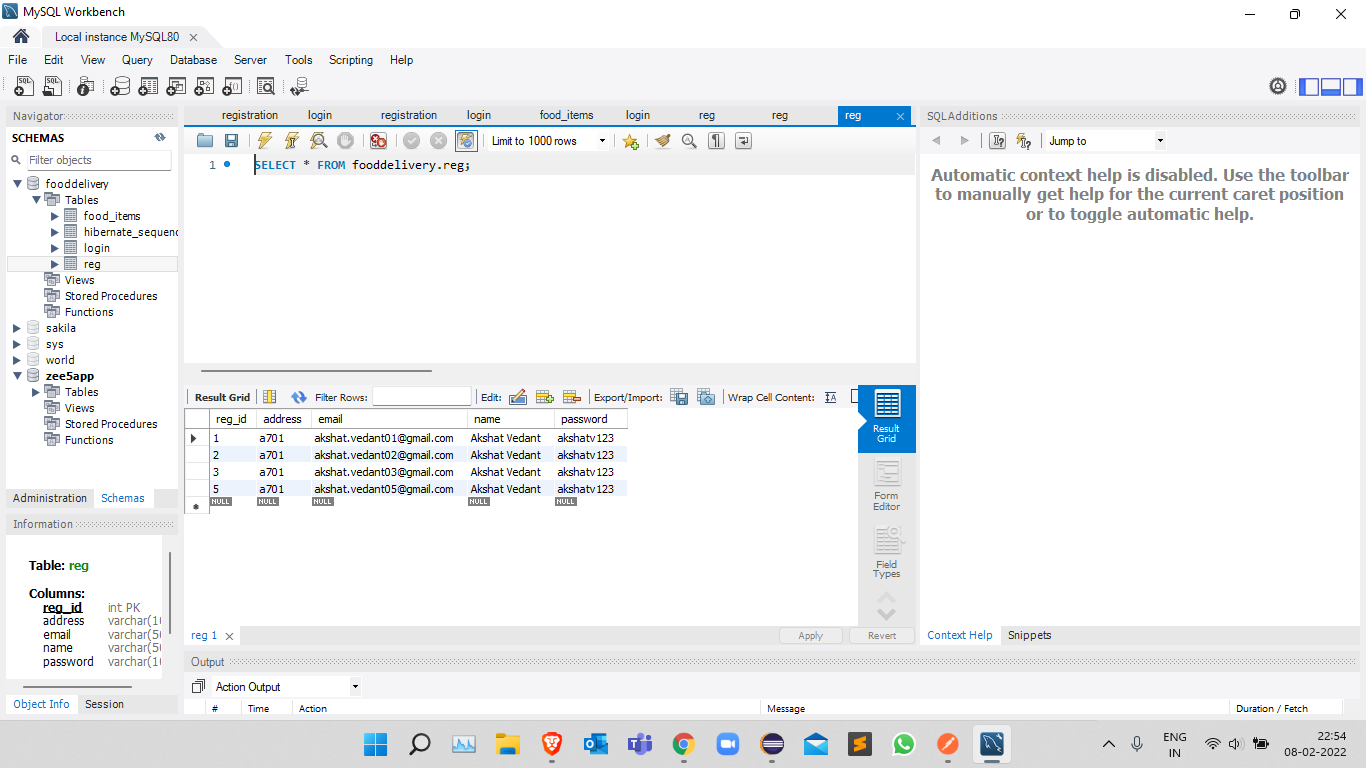 MySQL Workbench
Local instance MySQL80
File Edit View Query Database Server Tools Scripting Help
Navigator
SCHEMAS
Filter objects
fooddelivery
Tables
food_items
hibernate_sequenc
login
reg
Views
Stored Procedures
Functions
sakila
sys
world
zee5app
Tables
Views
Stored Procedures
Functions
Administration Schemas
Information
Table: reg
Columns:
reg_id int PK
address varchar(10
email varchar(50
name varchar(50
password varchar(10
Object Info Session
registration login registration login food_items login reg reg reg
Limit to 1000 rows
1 SELECT * FROM fooddelivery.reg;
Result Grid Filter Rows: Edit: Export/Import: Wrap Cell Content:
reg_id address email name password
1 a701 akshat.vedant01@gmail.com Akshat Vedant akshatv123
2 a701 akshat.vedant02@gmail.com Akshat Vedant akshatv123
3 a701 akshat.vedant03@gmail.com Akshat Vedant akshatv123
5 a701 akshat.vedant05@gmail.com Akshat Vedant akshatv123
NULL NULL NULL NULL NULL
Result
Grid
Form
Editor
Field
Types
reg 1 Apply Revert
SQLAdditions
Jump to
Automatic context help is disabled. Use the toolbar
to manually get help for the current caret position
or to toggle automatic help.
Context Help Snippets
Output
Action Output
# Time Action Message Duration / Fetch
ENG
IN
22:54
08-02-2022